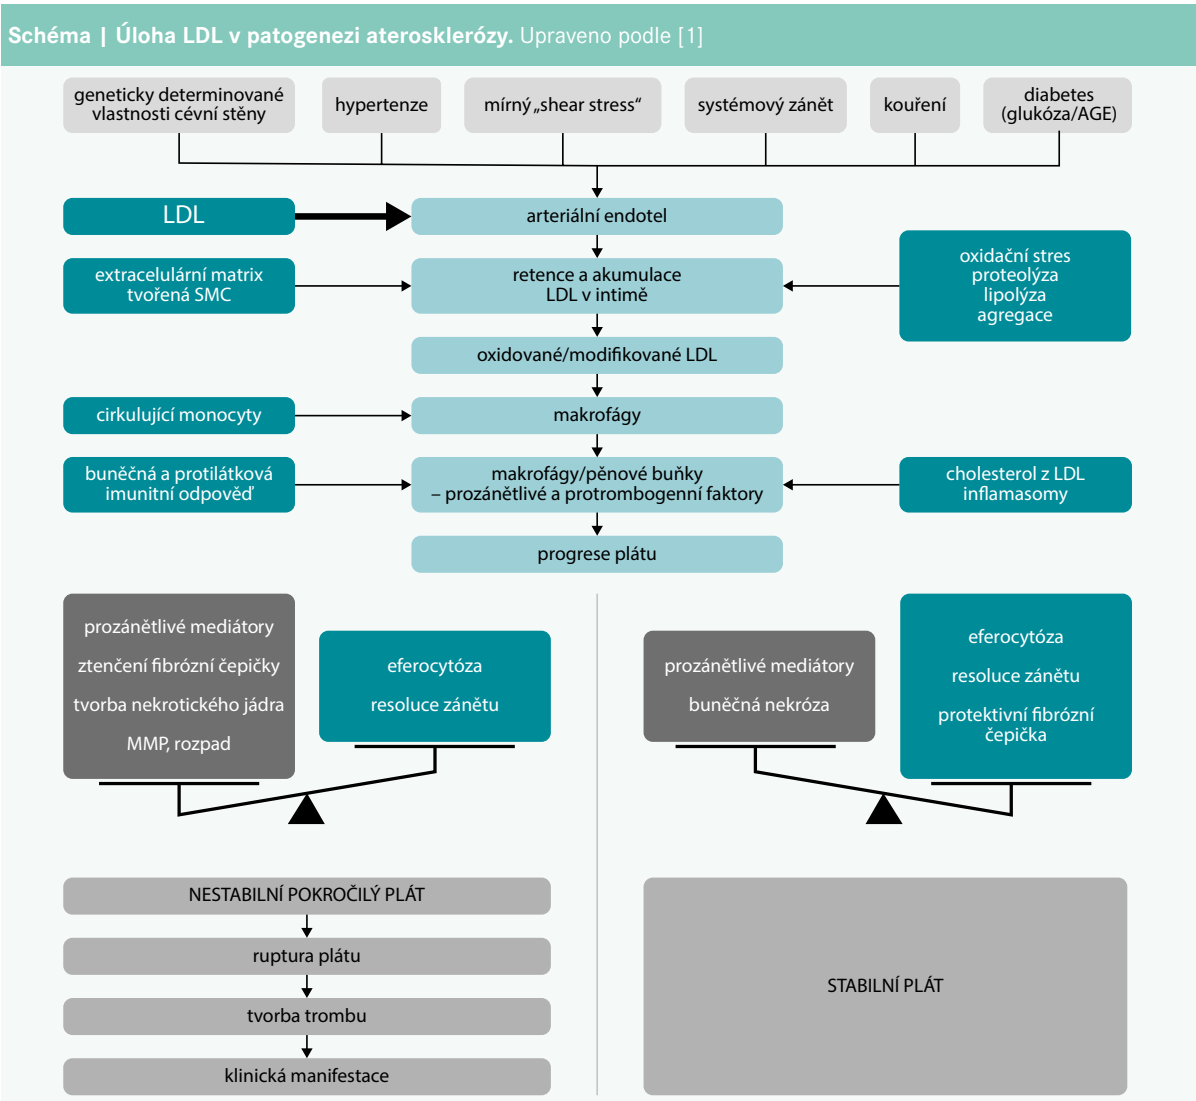 Schéma | Úloha LDL v patogenezi aterosklerózy. Upraveno podle [1]
geneticky determinované
vlastnosti cévní stěny
hypertenze
mírný „shear stress“
systémový zánět
kouření
diabetes
(glukóza/AGE)
LDL
arteriální endotel
extracelulární matrix
tvořená SMC
retence a akumulace
LDL v intimě
oxidační stres
proteolýza
lipolýza
agregace
oxidované/modifikované LDL
cirkulující monocyty
makrofágy
buněčná a protilátková
imunitní odpověď
makrofágy/pěnové buňky
– prozánětlivé a protrombogenní faktory
cholesterol z LDL
inflamasomy
progrese plátu
prozánětlivé mediátory
ztenčení fibrózní čepičky
tvorba nekrotického jádra
MMP, rozpad
eferocytóza
resoluce zánětu
prozánětlivé mediátory
buněčná nekróza
eferocytóza
resoluce zánětu
protektivní fibrózní
čepička
NESTABILNÍ POKROČILÝ PLÁT
ruptura plátu
tvorba trombu
klinická manifestace
STABILNÍ PLÁT